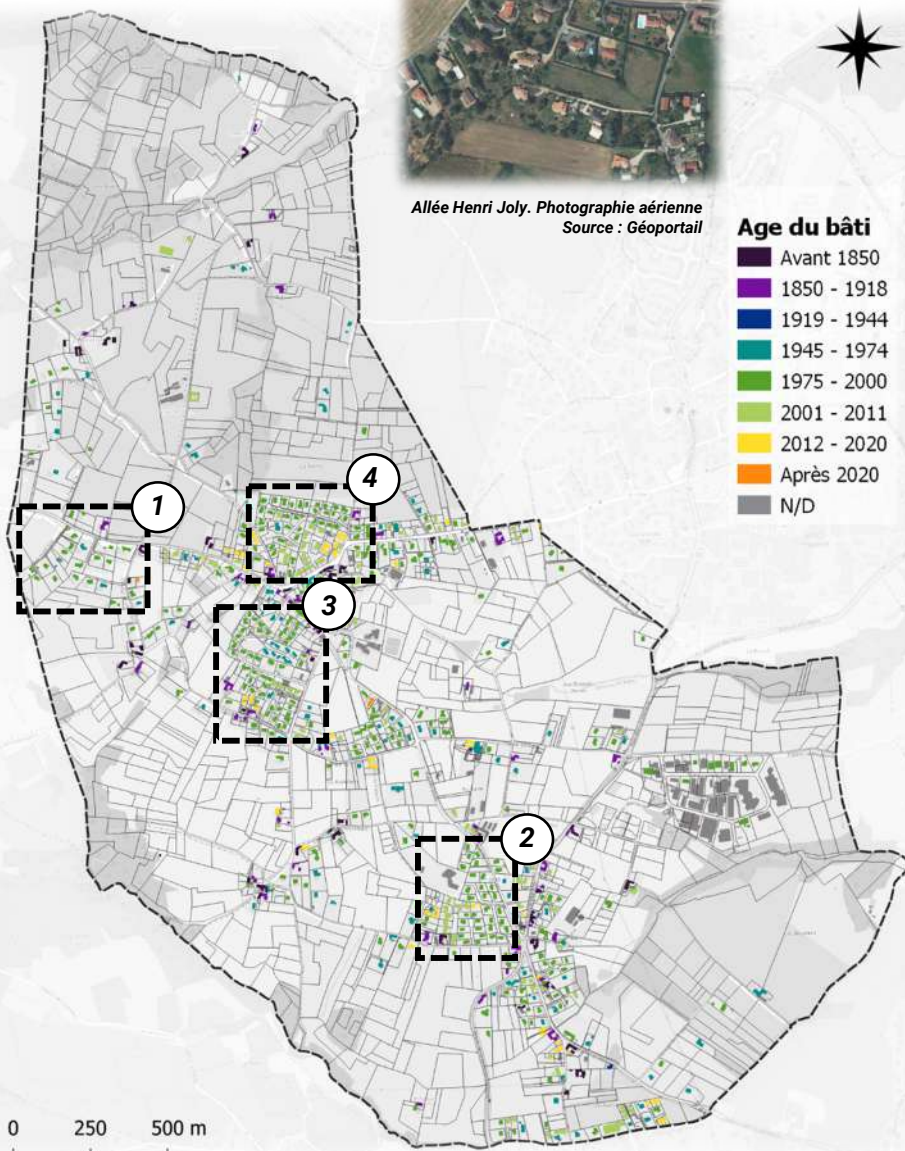 Allée Henri Joly. Photographie aérienne
Source : Géoportail
Age du bâti
Avant 1850
1850 - 1918
1919 - 1944
1945 - 1974
1975 - 2000
2001 - 2011
2012 - 2020
Après 2020
N/D
4
1
3
2
0 250 500 m